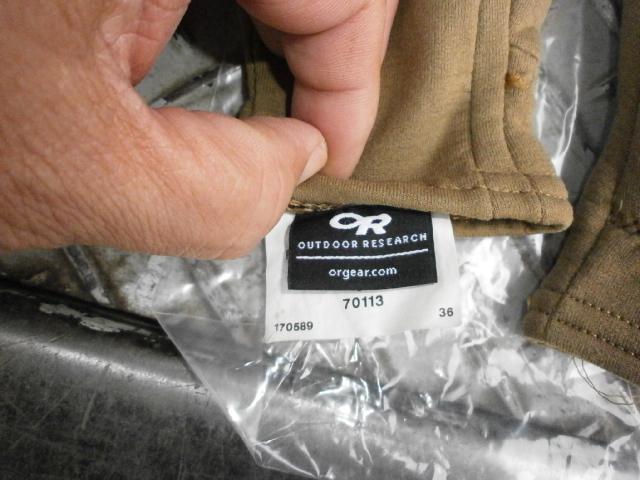 OR
OUTDOOR RESEARCH
orgear.com
70113
170589 36